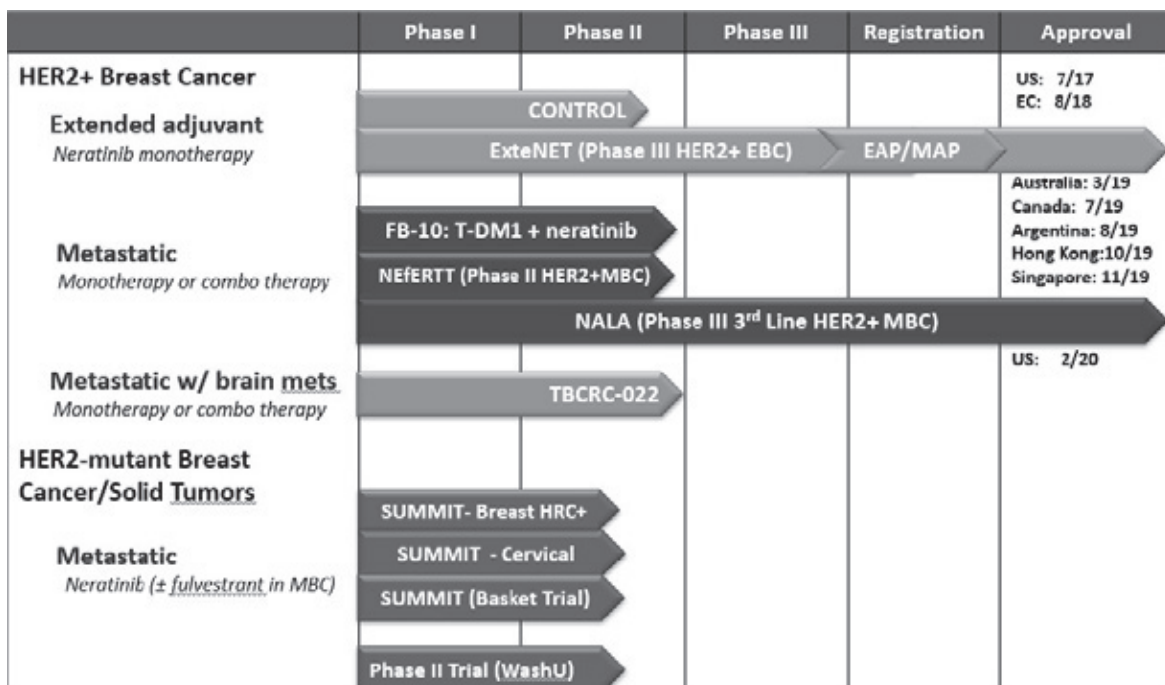 Phase I Phase II Phase III Registration Approval
HER2+ Breast Cancer
US: 7/17
EC: 8/18
CONTROL
Extended adjuvant
Neratinib monotherapy
ExteNET (Phase III HER2+ EBC)
EAP/MAP
Australia: 3/19
Canada: 7/19
Argentina: 8/19
Hong Kong:10/19
Singapore: 11/19
FB-10: T-DM1 + neratinib
Metastatic
Monotherapy or combo therapy
NEfERTT (Phase II HER2+MBC)
NALA (Phase III 3rd Line HER2+ MBC)
US: 2/20
Metastatic w/ brain mets
Monotherapy or combo therapy
TBCRC-022
HER2-mutant Breast
Cancer/Solid Tumors
SUMMIT- Breast HRC+
Metastatic
Neratinib (± fulvestrant in MBC)
SUMMIT - Cervical
SUMMIT (Basket Trial)
Phase II Trial (WashU)